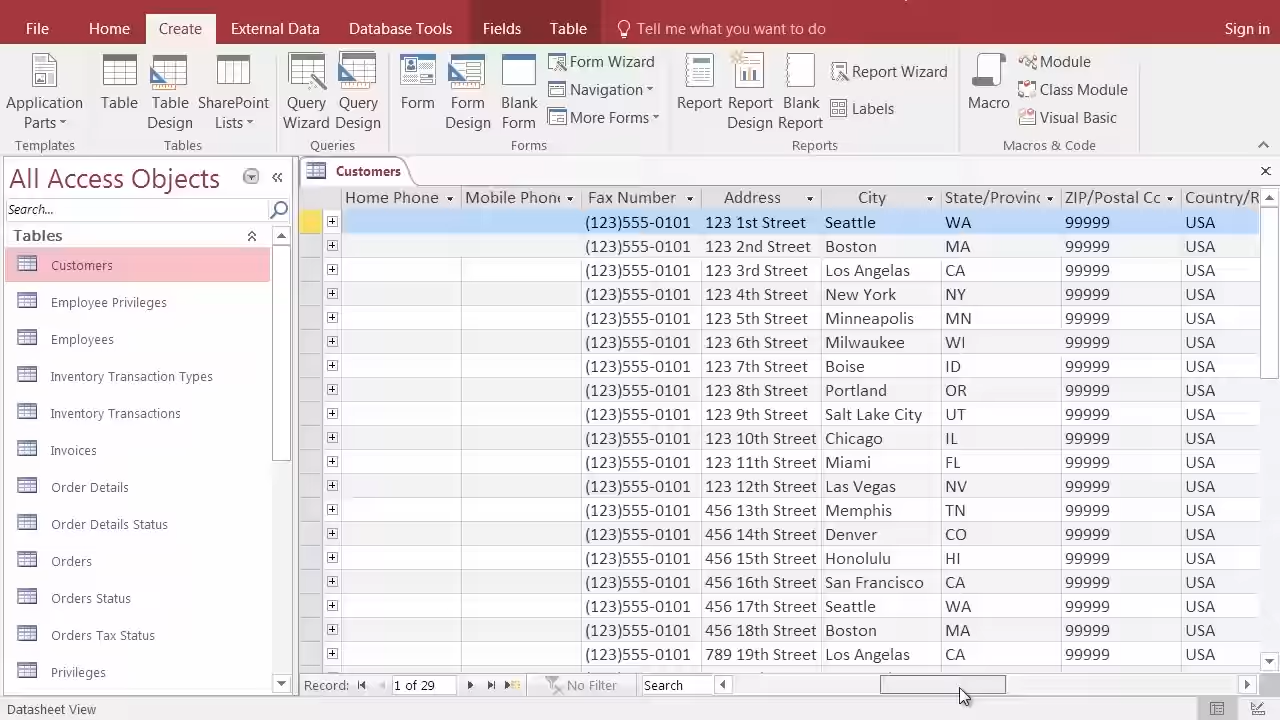 File Home Create External Data Database Tools Fields Table Tell me what you want to do Sign in
Application Parts Table Table Design SharePoint Lists Query Wizard Query Design Form Form Design Blank Form Form Wizard Navigation More Forms Report Report Design Blank Report Report Wizard Labels Macro Module Class Module Visual Basic
Templates Tables Queries Forms Reports Macros & Code
All Access Objects
Search...
Tables
Customers
Employee Privileges
Employees
Inventory Transaction Types
Inventory Transactions
Invoices
Order Details
Order Details Status
Orders
Orders Status
Orders Tax Status
Privileges
Customers
Home Phone Mobile Phon Fax Number Address City State/Provinc ZIP/Postal Cc Country/R
(123)555-0101 123 1st Street Seattle WA 99999 USA
(123)555-0101 123 2nd Street Boston MA 99999 USA
(123)555-0101 123 3rd Street Los Angelas CA 99999 USA
(123)555-0101 123 4th Street New York NY 99999 USA
(123)555-0101 123 5th Street Minneapolis MN 99999 USA
(123)555-0101 123 6th Street Milwaukee WI 99999 USA
(123)555-0101 123 7th Street Boise ID 99999 USA
(123)555-0101 123 8th Street Portland OR 99999 USA
(123)555-0101 123 9th Street Salt Lake City UT 99999 USA
(123)555-0101 123 10th Street Chicago IL 99999 USA
(123)555-0101 123 11th Street Miami FL 99999 USA
(123)555-0101 123 12th Street Las Vegas NV 99999 USA
(123)555-0101 456 13th Street Memphis TN 99999 USA
(123)555-0101 456 14th Street Denver CO 99999 USA
(123)555-0101 456 15th Street Honolulu HI 99999 USA
(123)555-0101 456 16th Street San Francisco CA 99999 USA
(123)555-0101 456 17th Street Seattle WA 99999 USA
(123)555-0101 456 18th Street Boston MA 99999 USA
(123)555-0101 789 19th Street Los Angelas CA 99999 USA
Record: 1 of 29 No Filter Search
Datasheet View